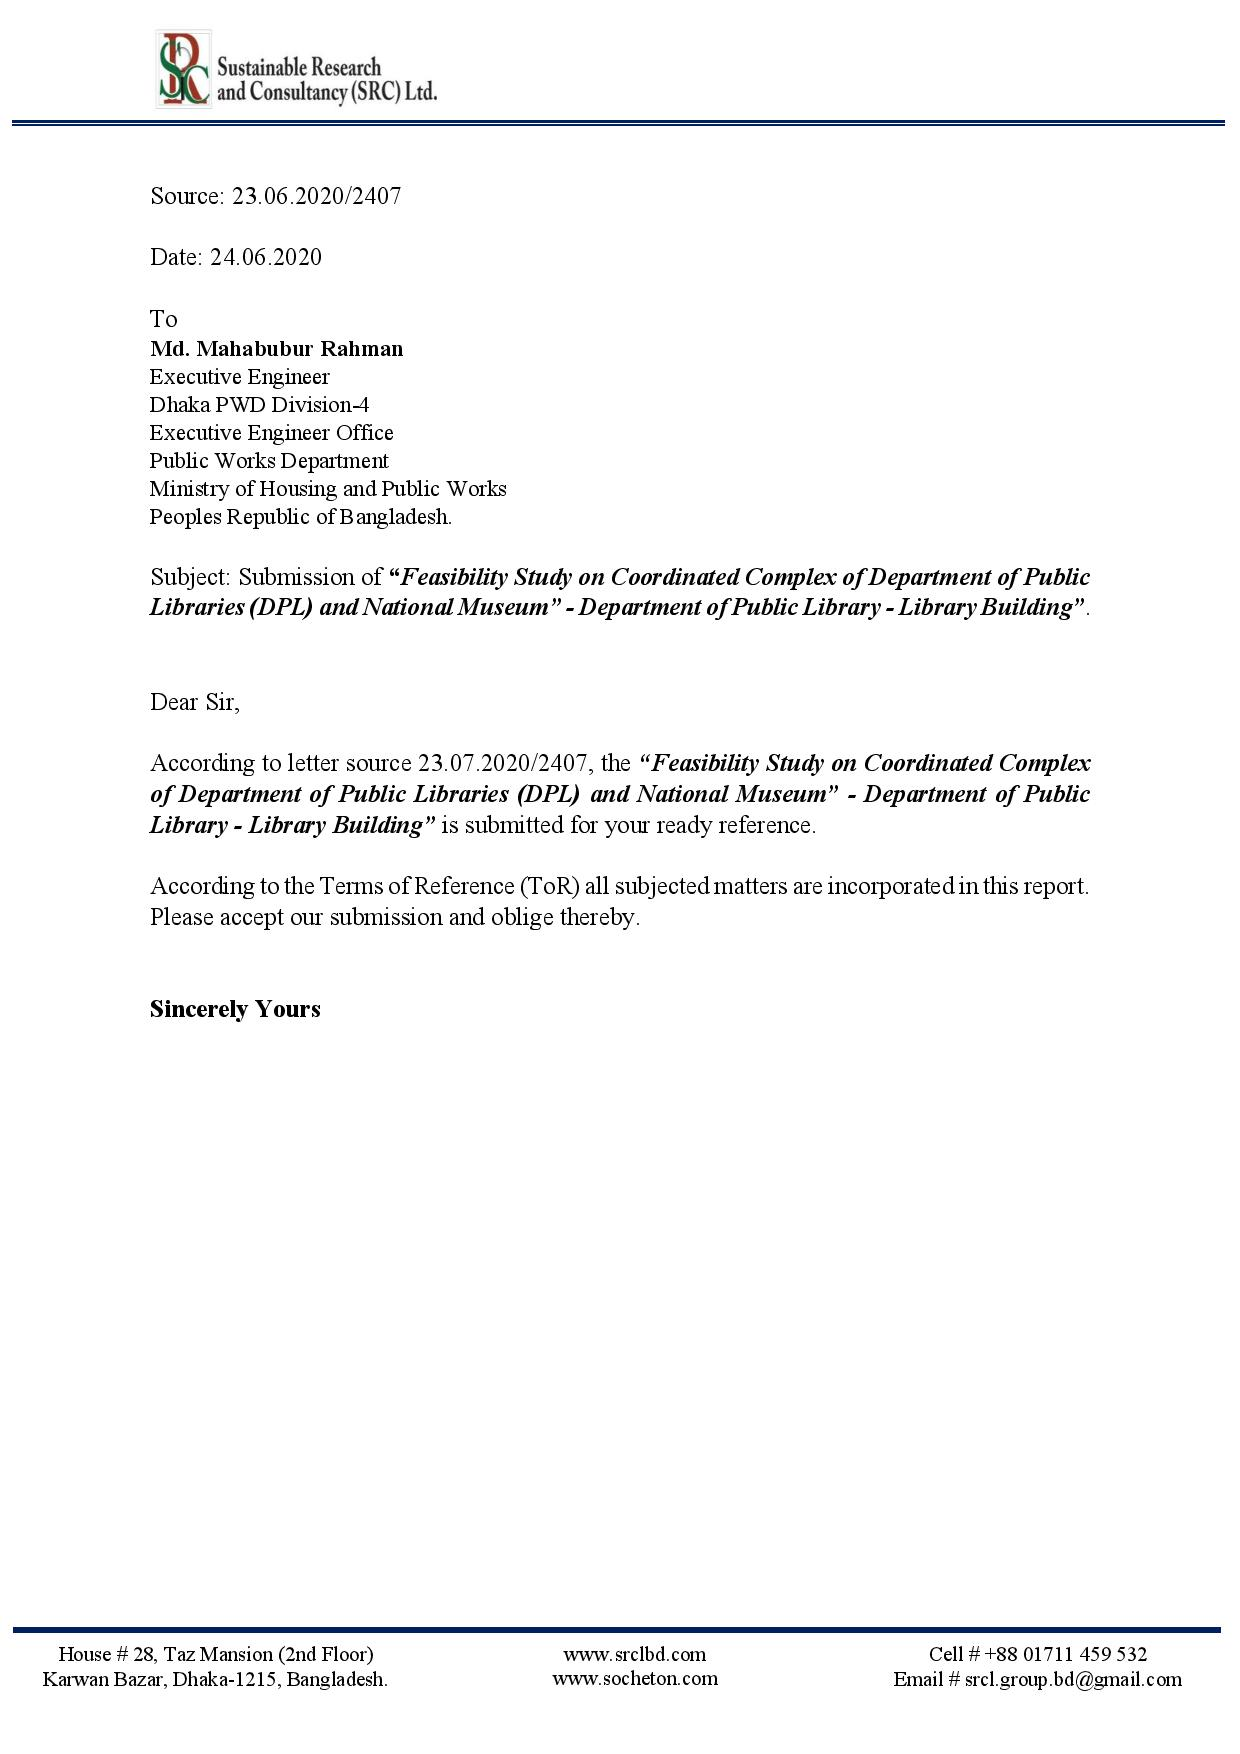 Sustainable Research
and Consultancy (SRC) Ltd.
Source: 23.06.2020/2407
Date: 24.06.2020
To
Md. Mahabubur Rahman
Executive Engineer
Dhaka PWD Division-4
Executive Engineer Office
Public Works Department
Ministry of Housing and Public Works
Peoples Republic of Bangladesh.
Subject: Submission of “Feasibility Study on Coordinated Complex of Department of Public
Libraries (DPL) and National Museum” - Department of Public Library - Library Building”.
Dear Sir,
According to letter source 23.07.2020/2407, the “Feasibility Study on Coordinated Complex
of Department of Public Libraries (DPL) and National Museum” - Department of Public
Library - Library Building” is submitted for your ready reference.
According to the Terms of Reference (ToR) all subjected matters are incorporated in this report.
Please accept our submission and oblige thereby.
Sincerely Yours
House # 28, Taz Mansion (2nd Floor)
Karwan Bazar, Dhaka-1215, Bangladesh.
www.srclbd.com
www.socheton.com
Cell # +88 01711 459 532
Email # srcl.group.bd@gmail.com